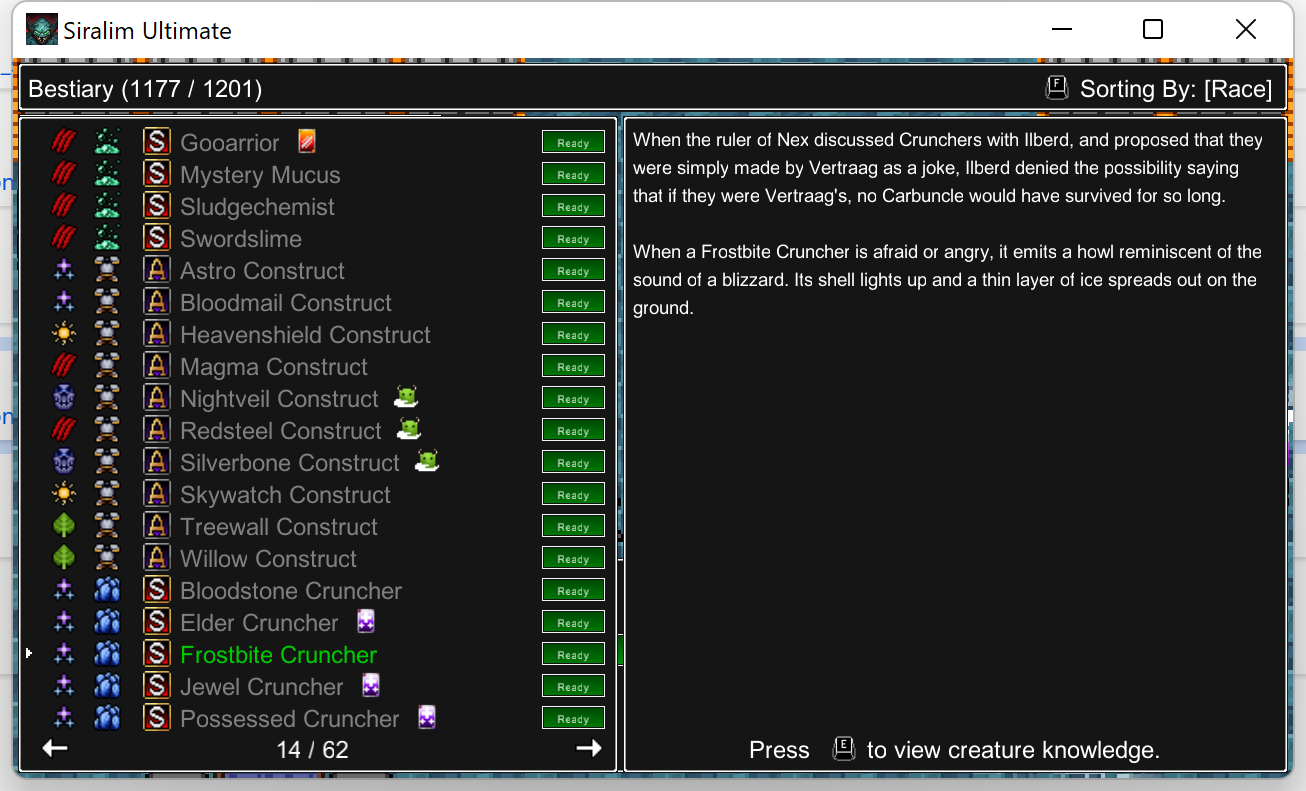 Siralim Ultimate
Bestiary (1177 / 1201)
F Sorting By: [Race]
S Gooarrior Ready
S Mystery Mucus Ready
S Sludgechemist Ready
S Swordslime Ready
A Astro Construct Ready
A Bloodmail Construct Ready
A Heavenshield Construct Ready
A Magma Construct Ready
A Nightveil Construct Ready
A Redsteel Construct Ready
A Silverbone Construct Ready
A Skywatch Construct Ready
A Treewall Construct Ready
A Willow Construct Ready
S Bloodstone Cruncher Ready
S Elder Cruncher Ready
S Frostbite Cruncher Ready
S Jewel Cruncher Ready
S Possessed Cruncher Ready
14 / 62
When the ruler of Nex discussed Crunchers with Ilberd, and proposed that they
were simply made by Vertraag as a joke, Ilberd denied the possibility saying
that if they were Vertraag's, no Carbuncle would have survived for so long.
When a Frostbite Cruncher is afraid or angry, it emits a howl reminiscent of the
sound of a blizzard. Its shell lights up and a thin layer of ice spreads out on the
ground.
Press E to view creature knowledge.